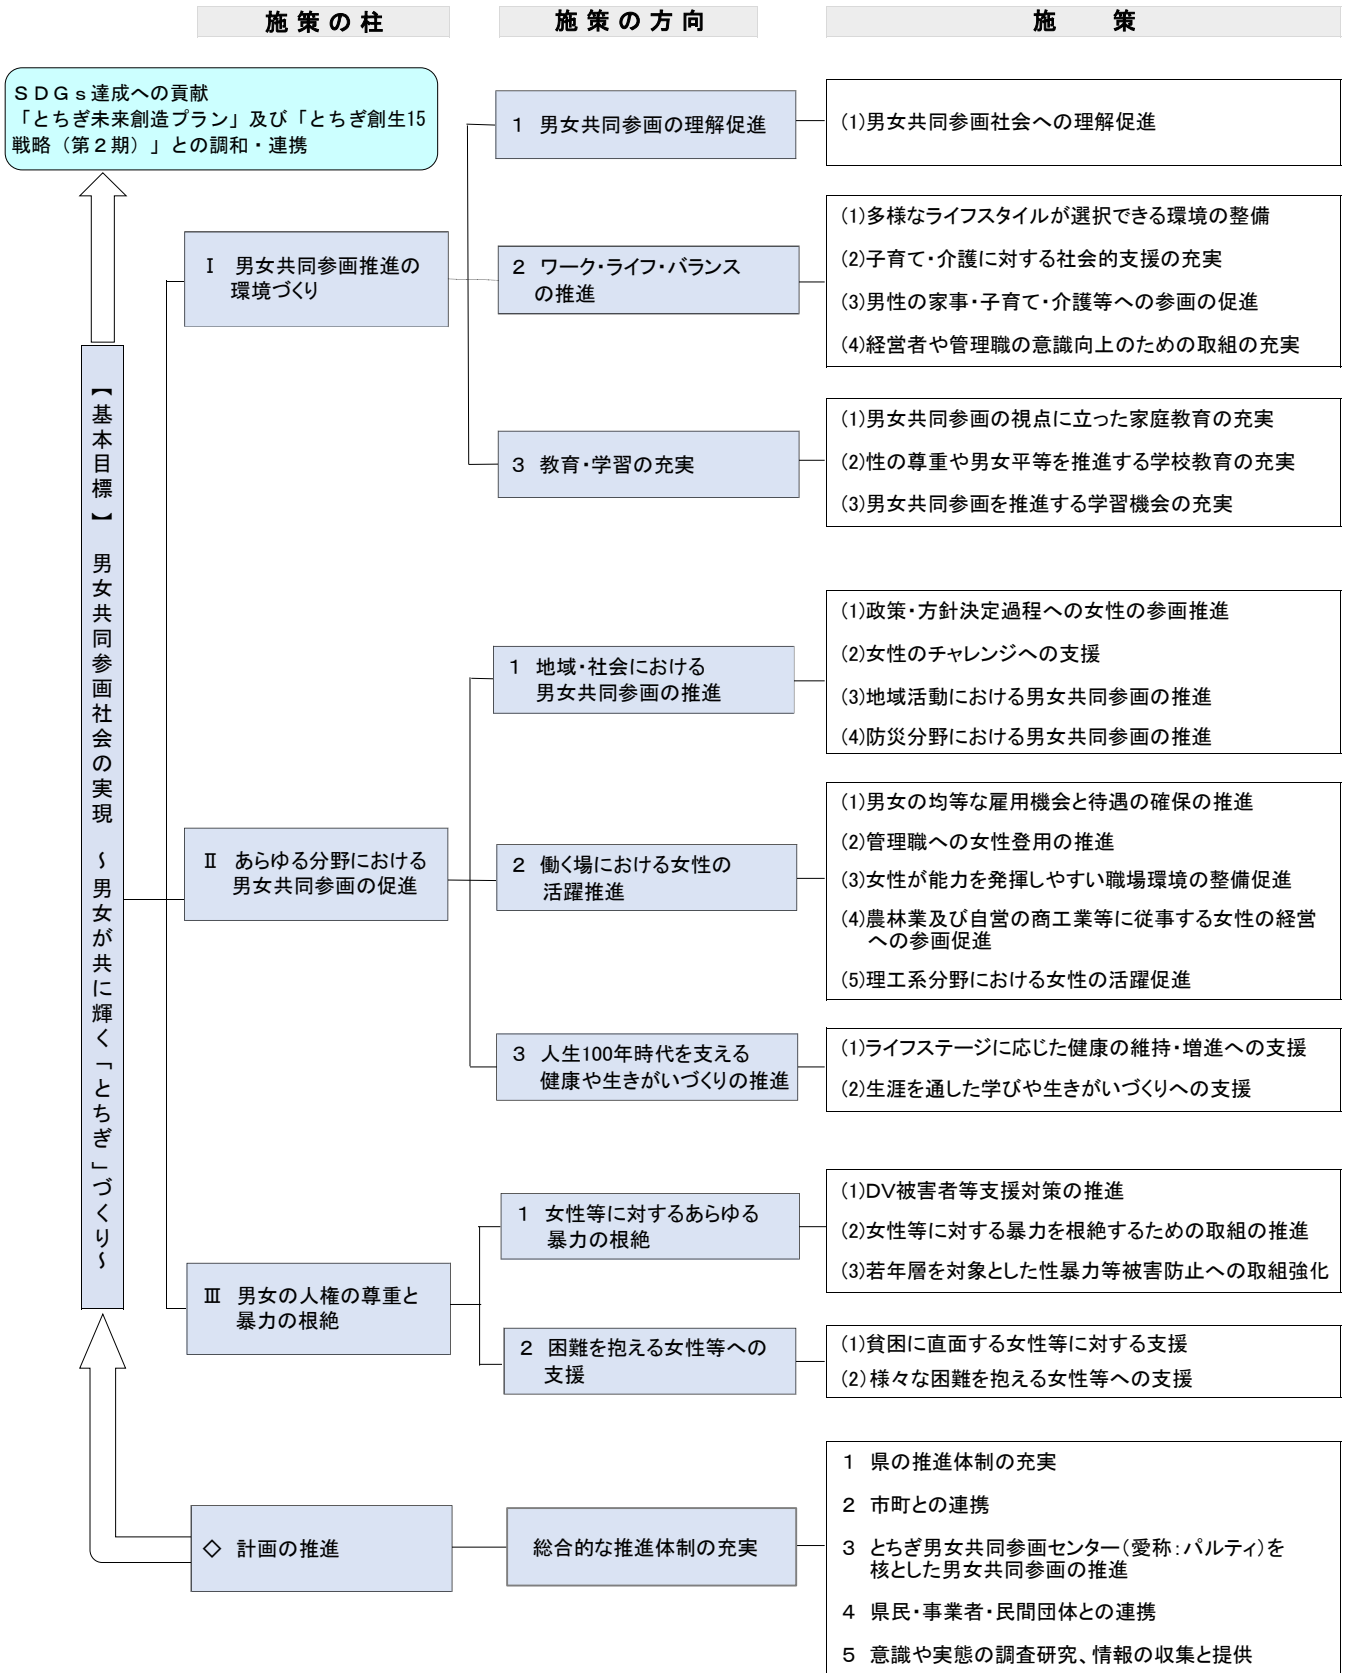 施策の柱
施策の方向
施　　策
ＳＤＧｓ達成への貢献
「とちぎ未来創造プラン」及び「とちぎ創生15
戦略（第２期）」との調和・連携
【基本目標】　男女共同参画社会の実現　～男女が共に輝く「とちぎ」づくり～
Ⅰ　男女共同参画推進の
環境づくり
１　男女共同参画の理解促進
(1)男女共同参画社会への理解促進
２　ワーク・ライフ・バランス
の推進
(1)多様なライフスタイルが選択できる環境の整備
(2)子育て・介護に対する社会的支援の充実
(3)男性の家事・子育て・介護等への参画の促進
(4)経営者や管理職の意識向上のための取組の充実
３　教育・学習の充実
(1)男女共同参画の視点に立った家庭教育の充実
(2)性の尊重や男女平等を推進する学校教育の充実
(3)男女共同参画を推進する学習機会の充実
Ⅱ　あらゆる分野における
男女共同参画の促進
１　地域・社会における
男女共同参画の推進
(1)政策・方針決定過程への女性の参画推進
(2)女性のチャレンジへの支援
(3)地域活動における男女共同参画の推進
(4)防災分野における男女共同参画の推進
２　働く場における女性の
活躍推進
(1)男女の均等な雇用機会と待遇の確保の推進
(2)管理職への女性登用の推進
(3)女性が能力を発揮しやすい職場環境の整備促進
(4)農林業及び自営の商工業等に従事する女性の経営
への参画促進
(5)理工系分野における女性の活躍促進
３　人生100年時代を支える
健康や生きがいづくりの推進
(1)ライフステージに応じた健康の維持・増進への支援
(2)生涯を通した学びや生きがいづくりへの支援
Ⅲ　男女の人権の尊重と
暴力の根絶
１　女性等に対するあらゆる
暴力の根絶
(1)DV被害者等支援対策の推進
(2)女性等に対する暴力を根絶するための取組の推進
(3)若年層を対象とした性暴力等被害防止への取組強化
２　困難を抱える女性等への
支援
(1)貧困に直面する女性等に対する支援
(2)様々な困難を抱える女性等への支援
◇　計画の推進
総合的な推進体制の充実
１　県の推進体制の充実
２　市町との連携
３　とちぎ男女共同参画センター（愛称：パルティ）を
核とした男女共同参画の推進
４　県民・事業者・民間団体との連携
５　意識や実態の調査研究、情報の収集と提供